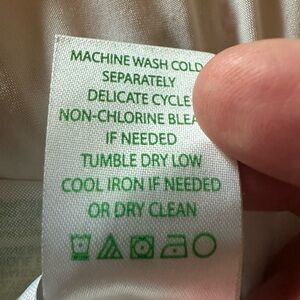 MACHINE WASH COLD
SEPARATELY
DELICATE CYCLE
NON-CHLORINE
IF NEEDED
TUMBLE DRY LOW
COOL IRON IF NEEDED
OR DRY CLEAN